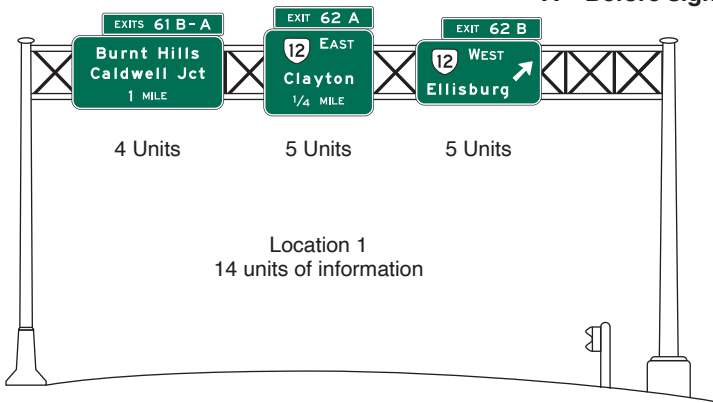 A - Before sign
EXITS 61 B-A
Burnt Hills
Caldwell Jct
1 MILE
EXIT 62 A
12 EAST
Clayton
1/4 MILE
EXIT 62 B
12 WEST
Ellisburg
4 Units
5 Units
5 Units
Location 1
14 units of information